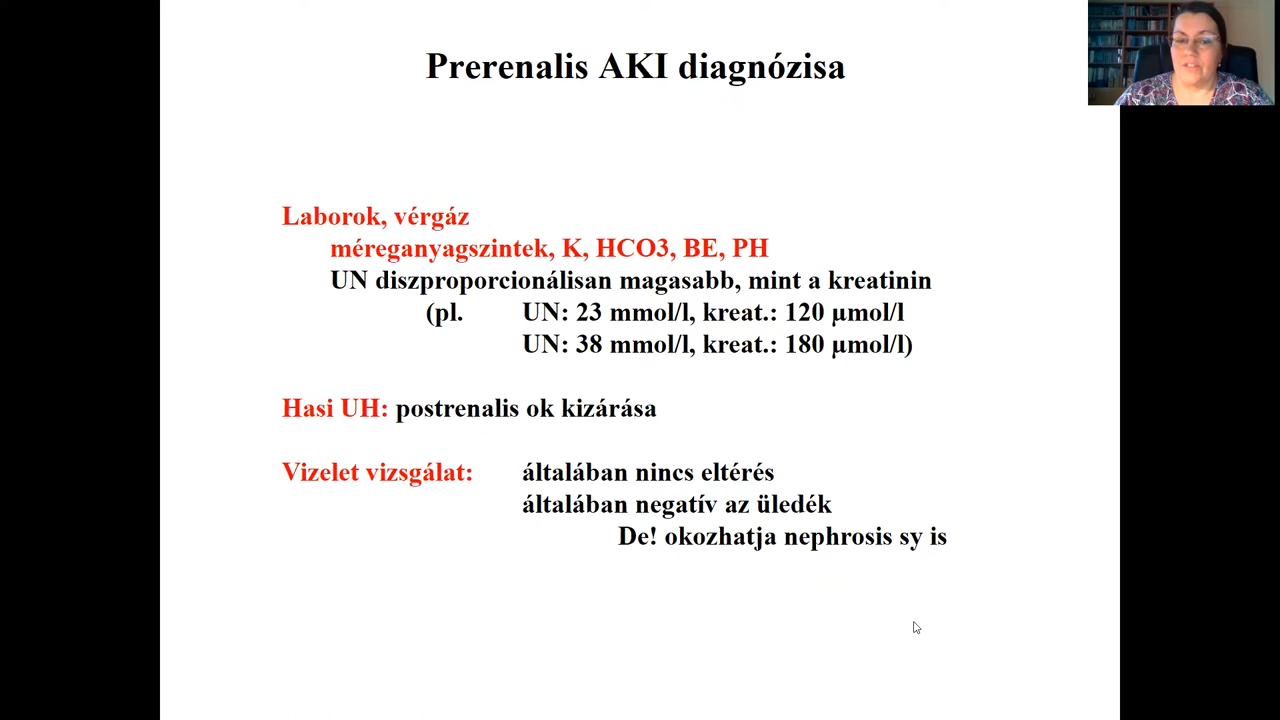 Prerenalis AKI diagnózisa
Laborok, vérgáz
méreganyagszintek, K, HCO3, BE, PH
UN diszproporcionálisan magasabb, mint a kreatinin
(pl. UN: 23 mmol/l, kreat.: 120 µmol/l
UN: 38 mmol/l, kreat.: 180 µmol/l)
Hasi UH: postrenalis ok kizárása
Vizelet vizsgálat: általában nincs eltérés
általában negatív az üledék
De! okozhatja nephrosis sy is